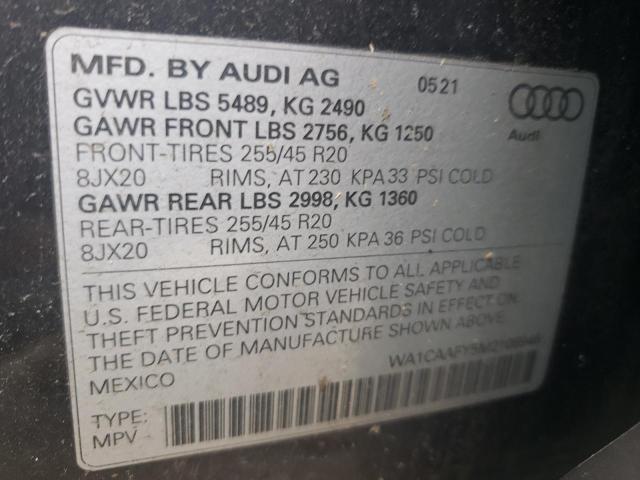 MFD. BY AUDI AG 0521
GVWR LBS 5489, KG 2490
GAWR FRONT LBS 2756, KG 1250
Audi
FRONT-TIRES 255/45 R20
8JX20 RIMS, AT 230 KPA 33 PSI COLD
GAWR REAR LBS 2998, KG 1360
REAR-TIRES 255/45 R20
8JX20 RIMS, AT 250 KPA 36 PSI COLD
THIS VEHICLE CONFORMS TO ALL APPLICABLE
U.S. FEDERAL MOTOR VEHICLE SAFETY AND
THEFT PREVENTION STANDARDS IN EFFECT ON
THE DATE OF MANUFACTURE SHOWN ABOVE.
MEXICO
TYPE:
MPV